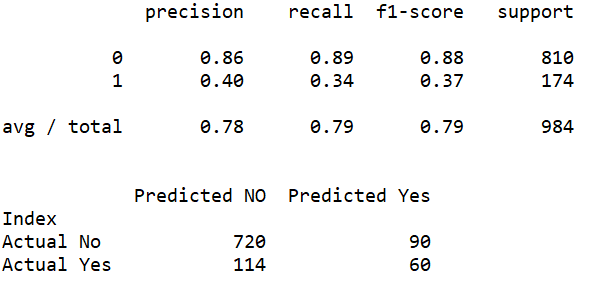 precision recall f1-score support
0 0.86 0.89 0.88 810
1 0.40 0.34 0.37 174
avg / total 0.78 0.79 0.79 984
Predicted NO Predicted Yes
Index
Actual No 720 90
Actual Yes 114 60